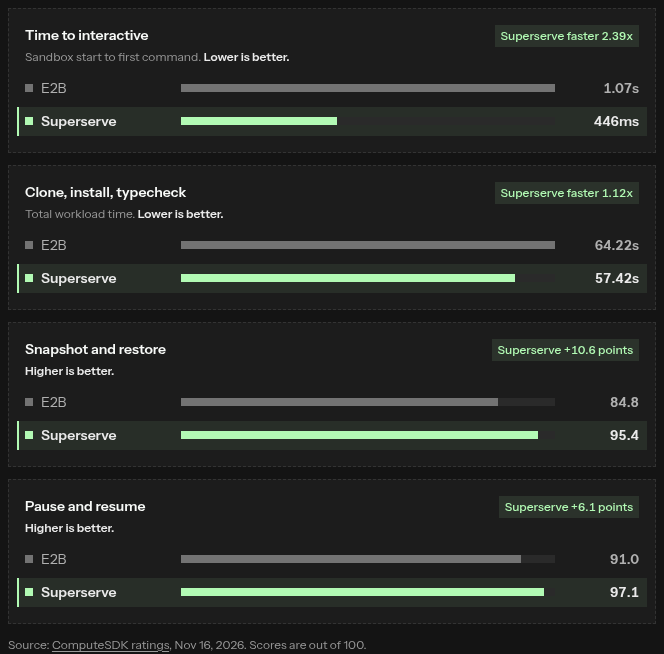 Time to interactive
Superserve faster 2.39x
Sandbox start to first command. Lower is better.
E2B 1.07s
Superserve 446ms
Clone, install, typecheck
Superserve faster 1.12x
Total workload time. Lower is better.
E2B 64.22s
Superserve 57.42s
Snapshot and restore
Superserve +10.6 points
Higher is better.
E2B 84.8
Superserve 95.4
Pause and resume
Superserve +6.1 points
Higher is better.
E2B 91.0
Superserve 97.1
Source: ComputeSDK ratings, Nov 16, 2026. Scores are out of 100.